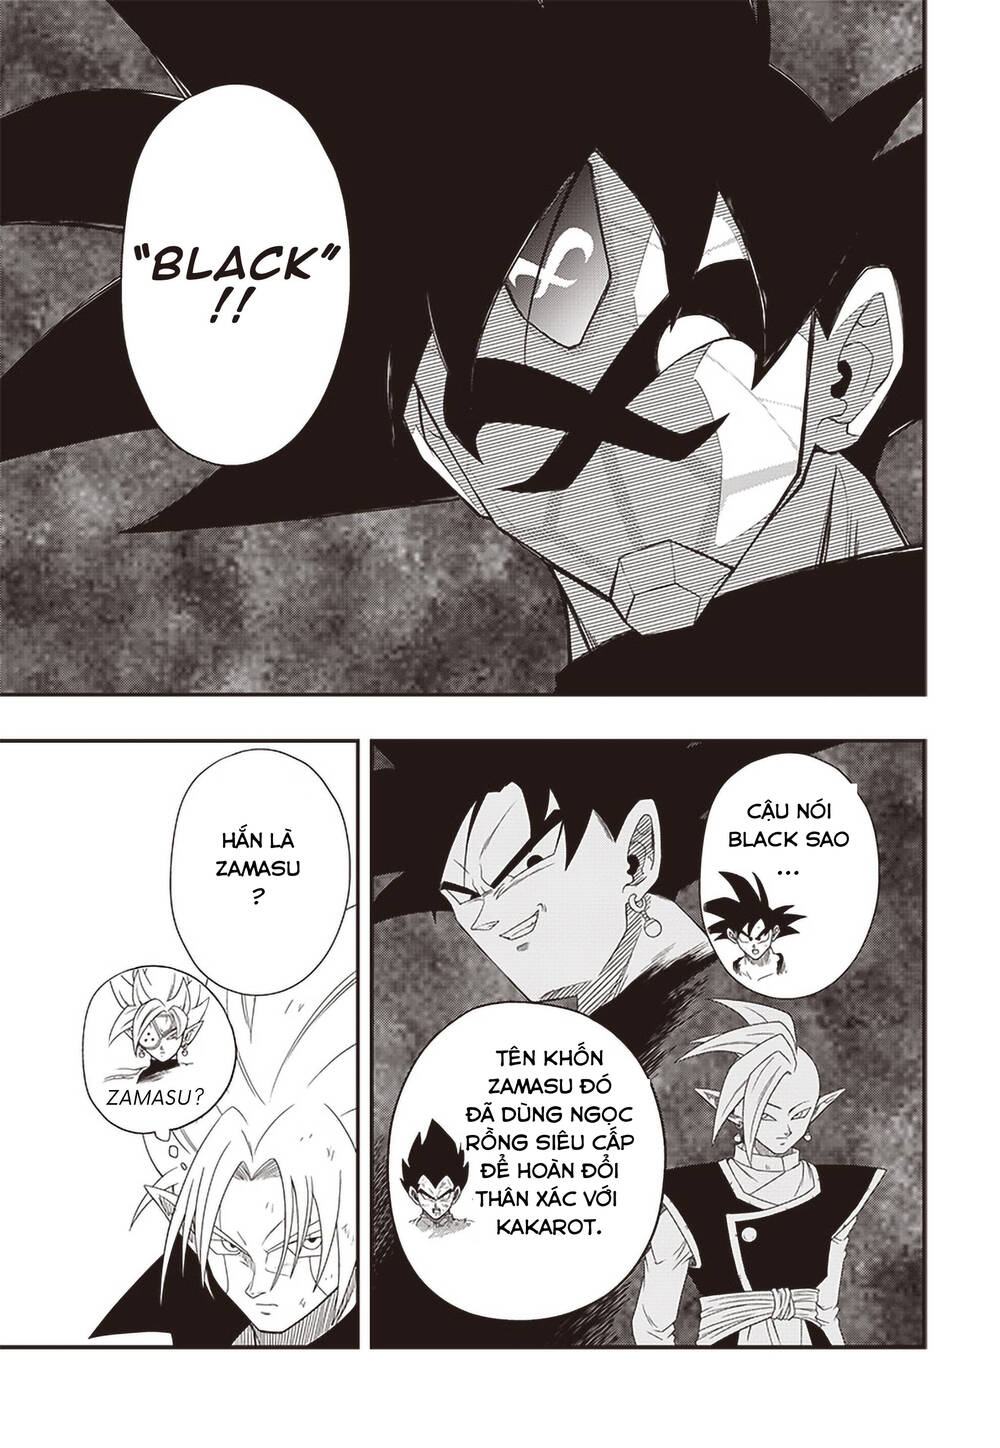 "BLACK"
!!
CẬU NÓI
BLACK SAO
...
TÊN KHỐN
ZAMASU ĐÓ
ĐÃ DÙNG NGỌC
RỒNG SIÊU CẤP
ĐỂ HOÀN ĐỔI
THÂN XÁC VỚI
KAKAROT.
HẮN LÀ
ZAMASU
?
ZAMASU?